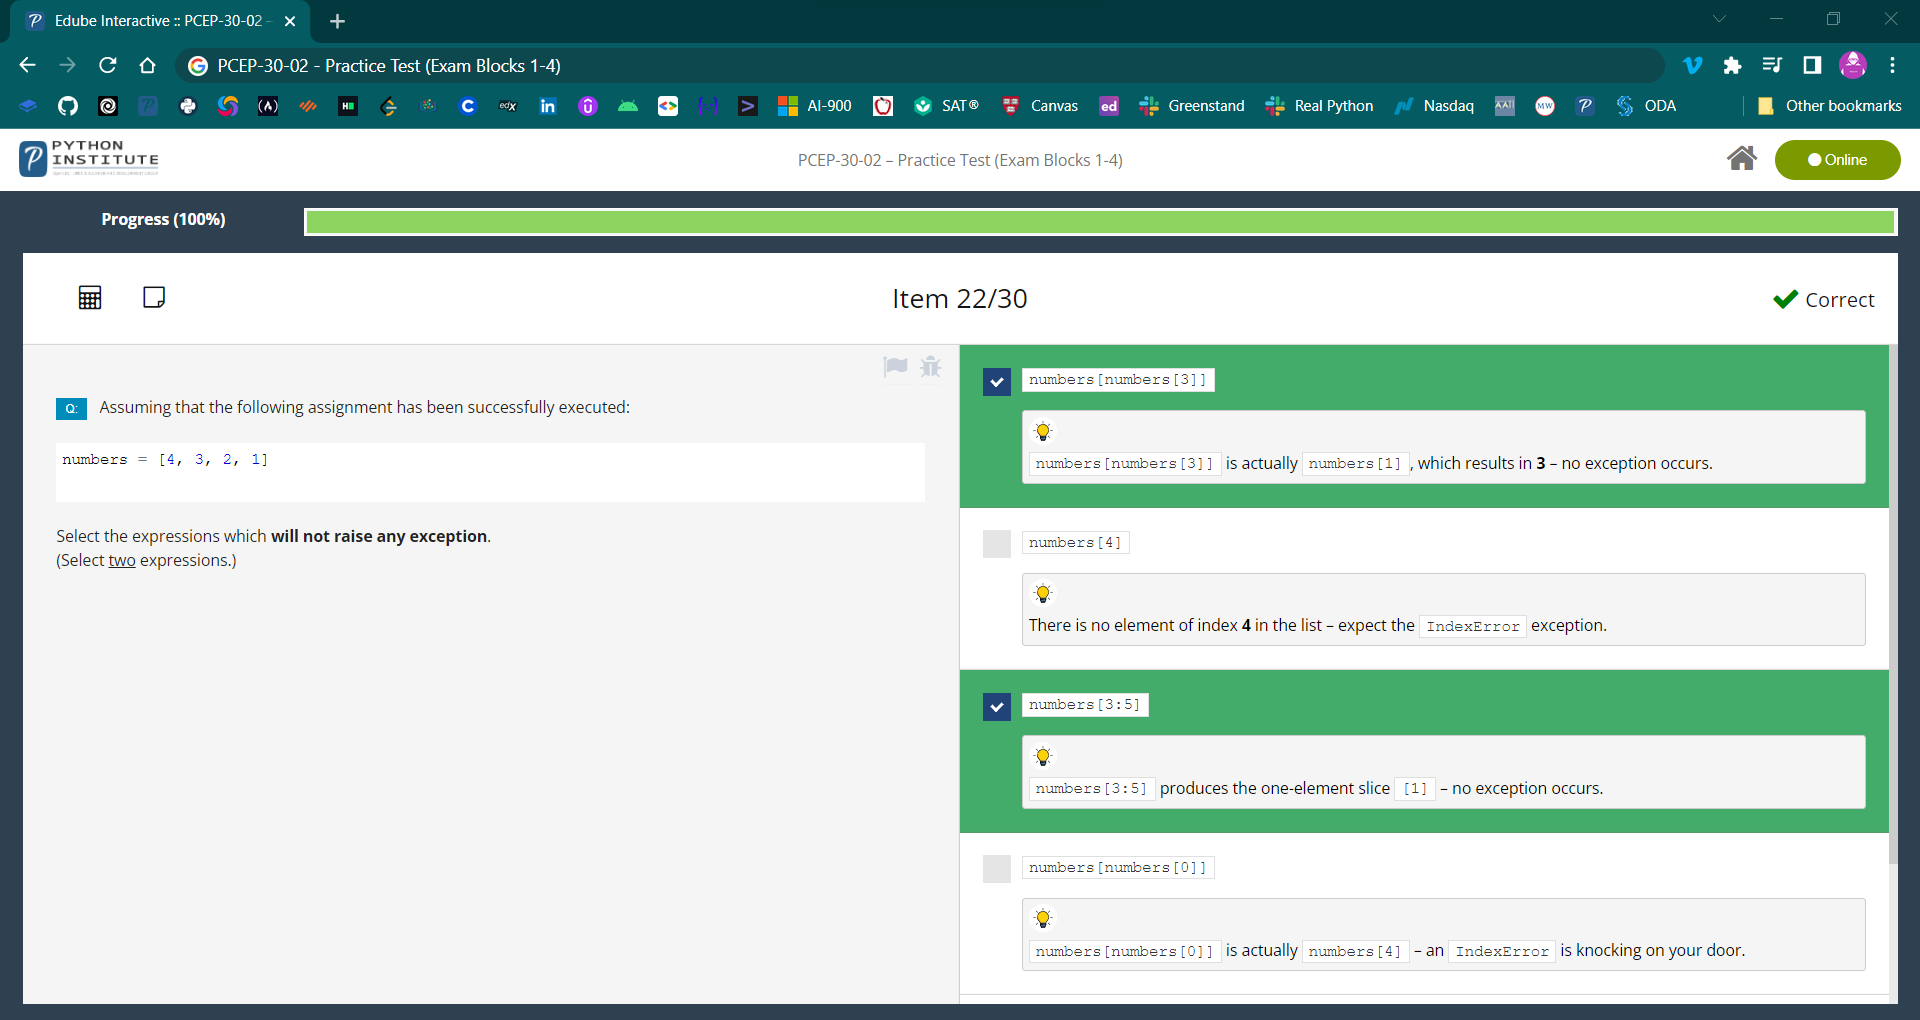 Edube Interactive :: PCEP-30-02 -
PCEP-30-02 - Practice Test (Exam Blocks 1-4)
AI-900
SAT®
Canvas
ed
Greenstand
Real Python
Nasdaq
ODA
Other bookmarks
PYTHON
INSTITUTE
PCEP-30-02 – Practice Test (Exam Blocks 1-4)
Online
Progress (100%)
Item 22/30
Correct
Q: Assuming that the following assignment has been successfully executed:
numbers = [4, 3, 2, 1]
Select the expressions which will not raise any exception.
(Select two expressions.)
numbers[numbers[3]]
numbers[numbers[3]] is actually numbers[1] , which results in 3 – no exception occurs.
numbers[4]
There is no element of index 4 in the list – expect the IndexError exception.
numbers[3:5]
numbers[3:5] produces the one-element slice [1] – no exception occurs.
numbers[numbers[0]]
numbers[numbers[0]] is actually numbers[4] – an IndexError is knocking on your door.